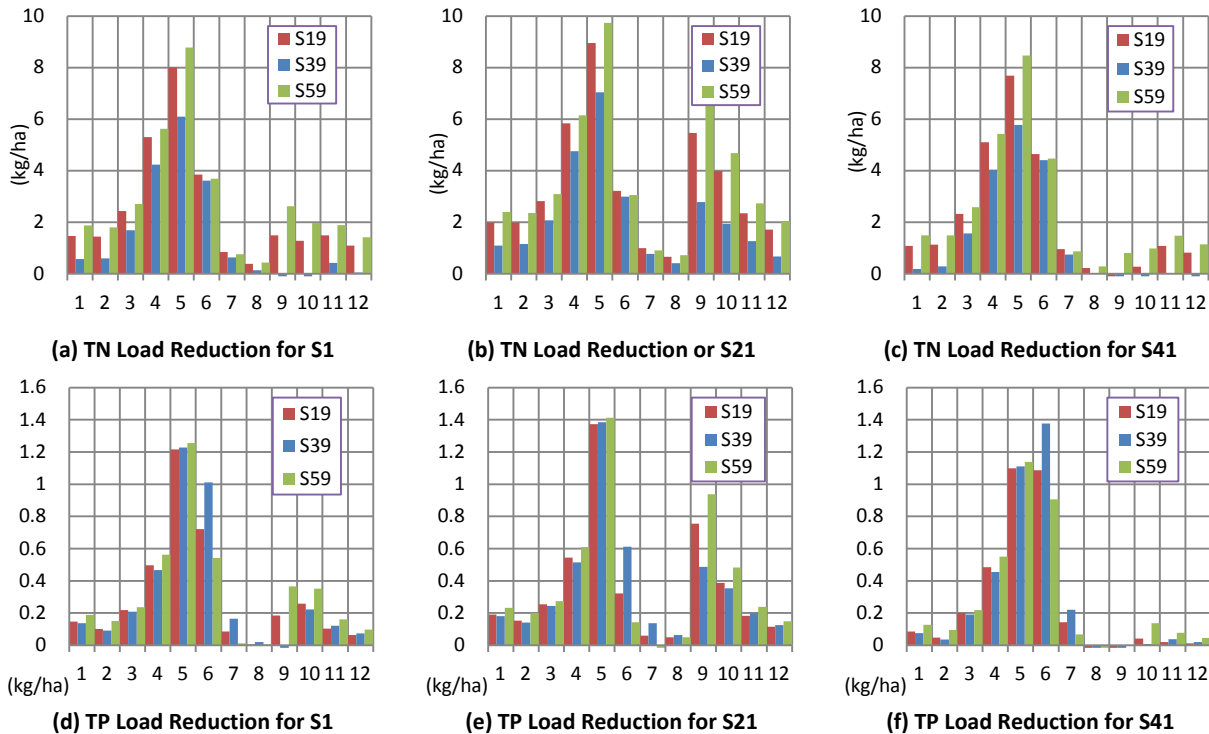 10
8
6
4
2
0
(kg/ha)
S19
S39
S59
1 2 3 4 5 6 7 8 9 10 11 12
(a) TN Load Reduction for S1
10
8
6
4
2
0
(kg/ha)
S19
S39
S59
1 2 3 4 5 6 7 8 9 10 11 12
(b) TN Load Reduction or S21
10
8
6
4
2
0
(kg/ha)
S19
S39
S59
1 2 3 4 5 6 7 8 9 10 11 12
(c) TN Load Reduction for S41
1.6
1.4
1.2
1
0.8
0.6
0.4
0.2
0
(kg/ha)
S19
S39
S59
1 2 3 4 5 6 7 8 9 10 11 12
(d) TP Load Reduction for S1
1.6
1.4
1.2
1
0.8
0.6
0.4
0.2
0
(kg/ha)
S19
S39
S59
1 2 3 4 5 6 7 8 9 10 11 12
(e) TP Load Reduction for S21
1.6
1.4
1.2
1
0.8
0.6
0.4
0.2
0
(kg/ha)
S19
S39
S59
1 2 3 4 5 6 7 8 9 10 11 12
(f) TP Load Reduction for S41